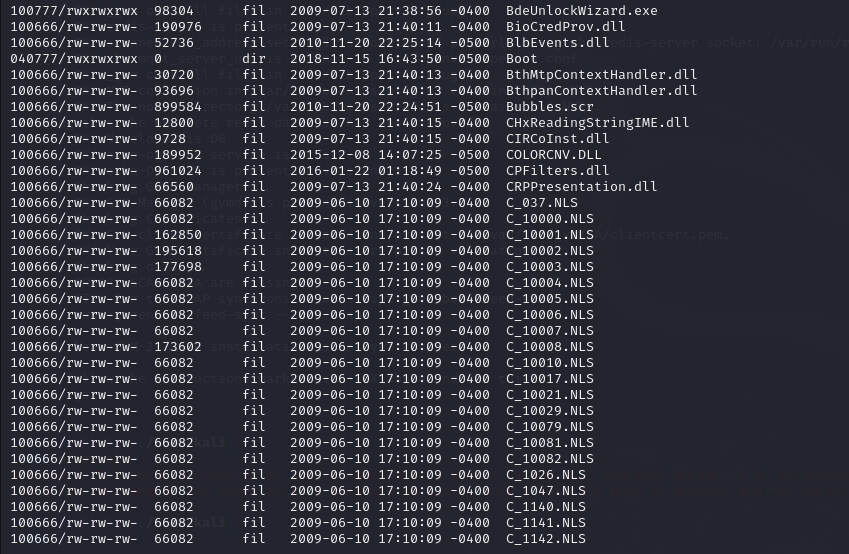 100777/rwxrwxrwx  98304      fil   2009-07-13 21:38:56 -0400  BdeUnlockWizard.exe
100666/rw-rw-rw-  190976     fil   2009-07-13 21:40:11 -0400  BioCredProv.dll
100666/rw-rw-rw-  52736      fil   2010-11-20 22:25:14 -0500  BlbEvents.dll
040777/rwxrwxrwx  0          dir   2018-11-15 16:43:50 -0500  Boot
100666/rw-rw-rw-  30720      fil   2009-07-13 21:40:13 -0400  BthMtpContextHandler.dll
100666/rw-rw-rw-  93696      fil   2009-07-13 21:40:13 -0400  BthpanContextHandler.dll
100666/rw-rw-rw-  899584     fil   2010-11-20 22:24:51 -0500  Bubbles.scr
100666/rw-rw-rw-  12800      fil   2009-07-13 21:40:15 -0400  CHxReadingStringIME.dll
100666/rw-rw-rw-  9728       fil   2009-07-13 21:40:15 -0400  CIRCoInst.dll
100666/rw-rw-rw-  189952     fil   2015-12-08 14:07:25 -0500  COLORCNV.DLL
100666/rw-rw-rw-  961024     fil   2016-01-22 01:18:49 -0500  CPFilters.dll
100666/rw-rw-rw-  66560      fil   2009-07-13 21:40:24 -0400  CRPPresentation.dll
100666/rw-rw-rw-  66082      fil   2009-06-10 17:10:09 -0400  C_037.NLS
100666/rw-rw-rw-  66082      fil   2009-06-10 17:10:09 -0400  C_10000.NLS
100666/rw-rw-rw-  162850     fil   2009-06-10 17:10:09 -0400  C_10001.NLS
100666/rw-rw-rw-  195618     fil   2009-06-10 17:10:09 -0400  C_10002.NLS
100666/rw-rw-rw-  177698     fil   2009-06-10 17:10:09 -0400  C_10003.NLS
100666/rw-rw-rw-  66082      fil   2009-06-10 17:10:09 -0400  C_10004.NLS
100666/rw-rw-rw-  66082      fil   2009-06-10 17:10:09 -0400  C_10005.NLS
100666/rw-rw-rw-  66082      fil   2009-06-10 17:10:09 -0400  C_10006.NLS
100666/rw-rw-rw-  66082      fil   2009-06-10 17:10:09 -0400  C_10007.NLS
100666/rw-rw-rw-  173602     fil   2009-06-10 17:10:09 -0400  C_10008.NLS
100666/rw-rw-rw-  66082      fil   2009-06-10 17:10:09 -0400  C_10010.NLS
100666/rw-rw-rw-  66082      fil   2009-06-10 17:10:09 -0400  C_10017.NLS
100666/rw-rw-rw-  66082      fil   2009-06-10 17:10:09 -0400  C_10021.NLS
100666/rw-rw-rw-  66082      fil   2009-06-10 17:10:09 -0400  C_10029.NLS
100666/rw-rw-rw-  66082      fil   2009-06-10 17:10:09 -0400  C_10079.NLS
100666/rw-rw-rw-  66082      fil   2009-06-10 17:10:09 -0400  C_10081.NLS
100666/rw-rw-rw-  66082      fil   2009-06-10 17:10:09 -0400  C_10082.NLS
100666/rw-rw-rw-  66082      fil   2009-06-10 17:10:09 -0400  C_1026.NLS
100666/rw-rw-rw-  66082      fil   2009-06-10 17:10:09 -0400  C_1047.NLS
100666/rw-rw-rw-  66082      fil   2009-06-10 17:10:09 -0400  C_1140.NLS
100666/rw-rw-rw-  66082      fil   2009-06-10 17:10:09 -0400  C_1141.NLS
100666/rw-rw-rw-  66082      fil   2009-06-10 17:10:09 -0400  C_1142.NLS